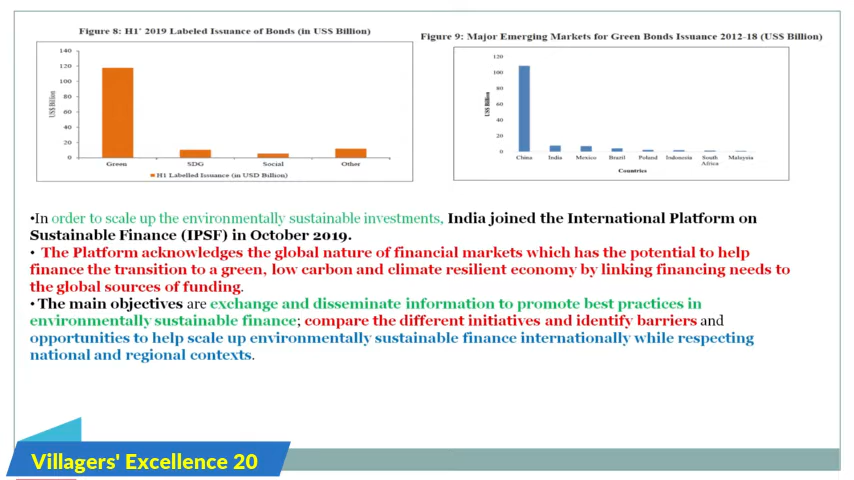 Figure 8: H1' 2019 Labeled Issuance of Bonds (in US$ Billion)
140
120
100
80
60
40
20
0
US$ Billion
Green SDG Social Other
H1 Labelled Issuance (in USD Billion)
Figure 9: Major Emerging Markets for Green Bonds Issuance 2012-18 (US$ Billion)
120
100
80
60
40
20
0
US$ Billion
China India Mexico Brazil Poland Indonesia South Africa Malaysia
Countries
•In order to scale up the environmentally sustainable investments, India joined the International Platform on
Sustainable Finance (IPSF) in October 2019.
• The Platform acknowledges the global nature of financial markets which has the potential to help
finance the transition to a green, low carbon and climate resilient economy by linking financing needs to
the global sources of funding.
•The main objectives are exchange and disseminate information to promote best practices in
environmentally sustainable finance; compare the different initiatives and identify barriers and
opportunities to help scale up environmentally sustainable finance internationally while respecting
national and regional contexts.
Villagers' Excellence 20